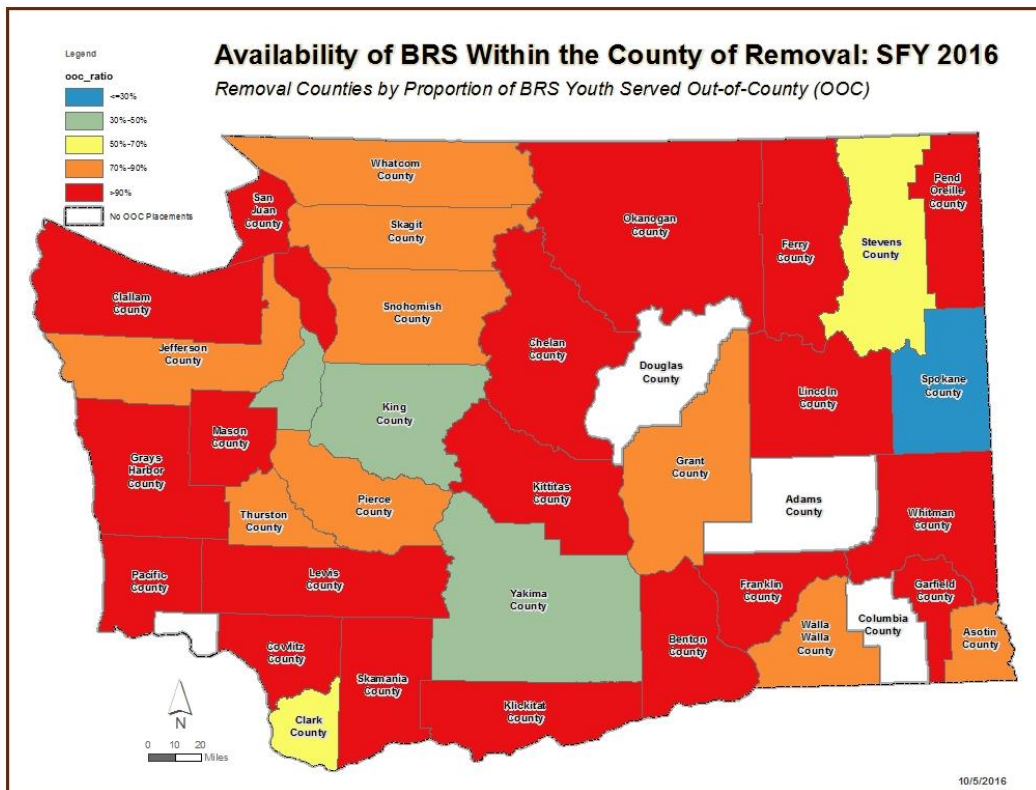 Legend
ooc_ratio
<=30%
30%-50%
50%-70%
70%-90%
>90%
No OOC Placements
Availability of BRS Within the County of Removal: SFY 2016
Removal Counties by Proportion of BRS Youth Served Out-of-County (OOC)
Whatcom
County
San
Juan
County
Skagit
County
Okanogan
County
Ferry
County
Stevens
County
Pend
Oreille
County
Clallam
County
Snohomish
County
Jefferson
County
Chelan
County
Douglas
County
Lincoln
County
Spokane
County
King
County
Mason
County
Grays
Harbor
County
Kittitas
County
Grant
County
Adams
County
Whitman
County
Thurston
County
Pierce
County
Pacific
County
Lewis
County
Yakima
County
Franklin
County
Garfield
County
Benton
County
Walla
Walla
County
Columbia
County
Asotin
County
Cowlitz
County
Skamania
County
Klickitat
County
Clark
County
N
0 10 20
Miles
10/5/2016